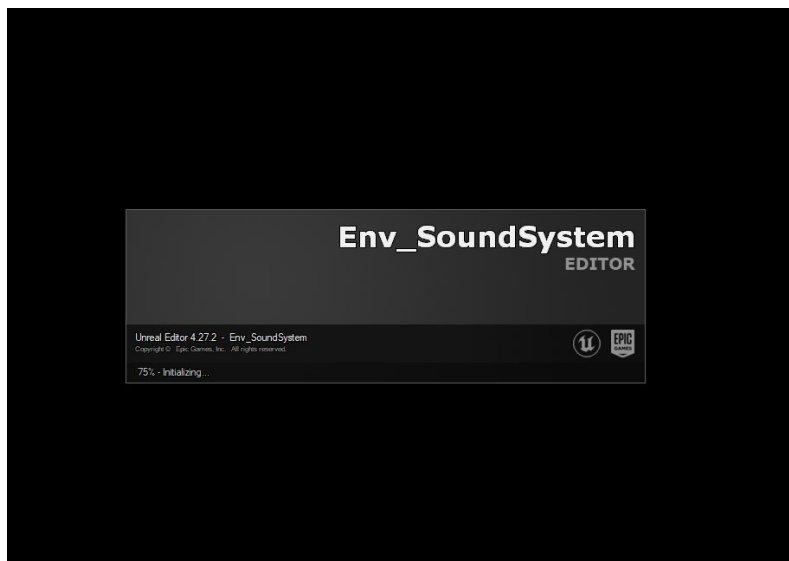 Env_SoundSystem
EDITOR
Unreal Editor 4.27.2 - Env_SoundSystem
Copyright © Epic Games, Inc. All rights reserved.
EPIC
GAMES
75% - Initializing...